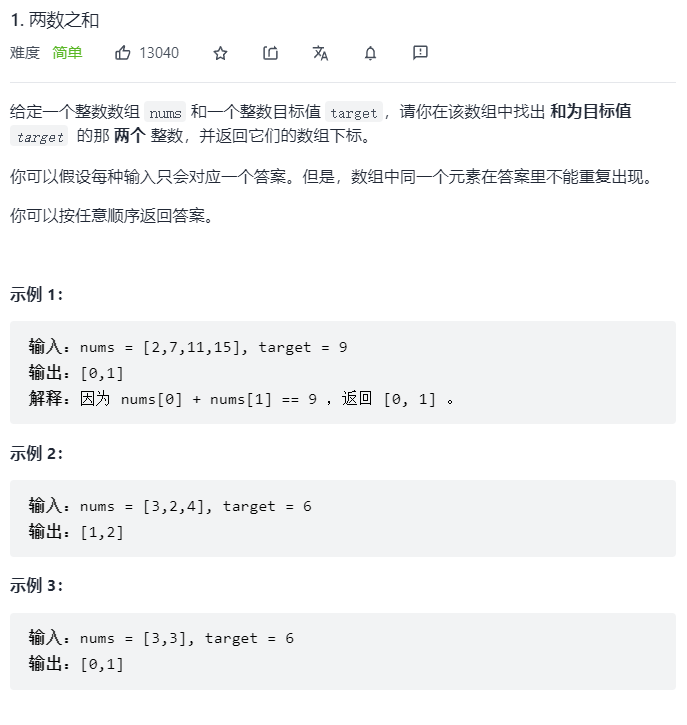 1. 两数之和
难度 简单 13040
给定一个整数数组 nums 和一个整数目标值 target，请你在该数组中找出 和为目标值
target 的那 两个 整数，并返回它们的数组下标。
你可以假设每种输入只会对应一个答案。但是，数组中同一个元素在答案里不能重复出现。
你可以按任意顺序返回答案。
示例 1：
输入：nums = [2,7,11,15], target = 9
输出：[0,1]
解释：因为 nums[0] + nums[1] == 9 ，返回 [0, 1] 。
示例 2：
输入：nums = [3,2,4], target = 6
输出：[1,2]
示例 3：
输入：nums = [3,3], target = 6
输出：[0,1]